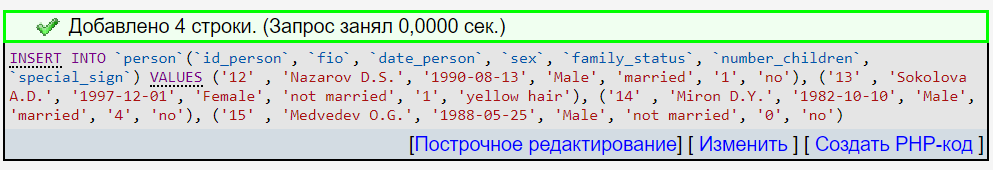 Добавлено 4 строки. (Запрос занял 0,0000 сек.)
INSERT INTO `person`(`id_person`, `fio`, `date_person`, `sex`, `family_status`, `number_children`,
`special_sign`) VALUES ('12' , 'Nazarov D.S.', '1990-08-13', 'Male', 'married', '1', 'no'), ('13' , 'Sokolova
A.D.', '1997-12-01', 'Female', 'not married', '1', 'yellow hair'), ('14' , 'Miron D.Y.', '1982-10-10', 'Male',
'married', '4', 'no'), ('15' , 'Medvedev O.G.', '1988-05-25', 'Male', 'not married', '0', 'no')
[Построчное редактирование] [ Изменить ] [ Создать PHP-код ]